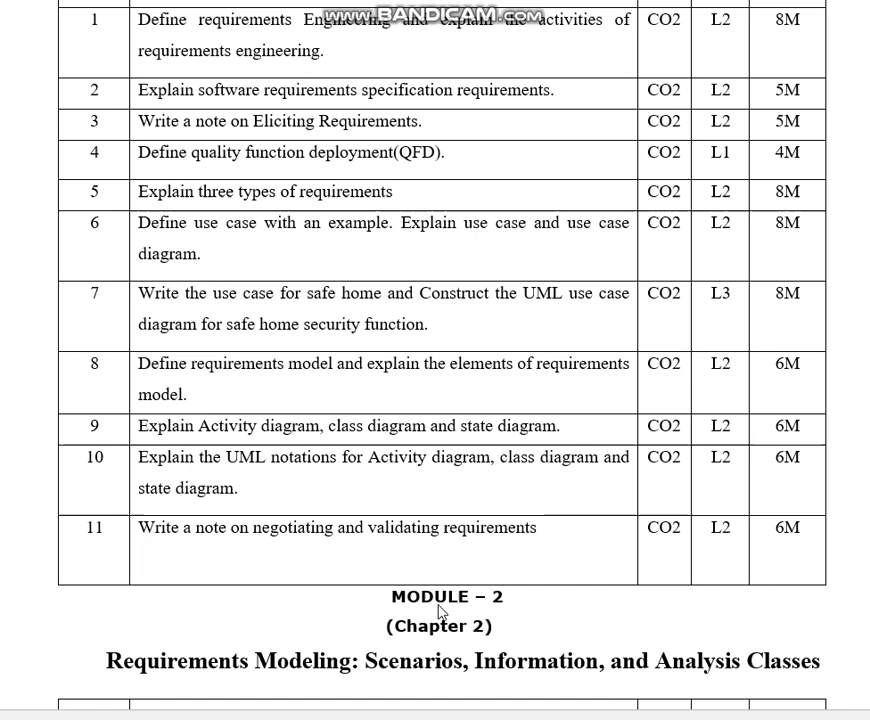 www.BANDICAM.com
1 Define requirements Engineering and explain the activities of CO2 L2 8M
requirements engineering.
2 Explain software requirements specification requirements. CO2 L2 5M
3 Write a note on Eliciting Requirements. CO2 L2 5M
4 Define quality function deployment(QFD). CO2 L1 4M
5 Explain three types of requirements CO2 L2 8M
6 Define use case with an example. Explain use case and use case CO2 L2 8M
diagram.
7 Write the use case for safe home and Construct the UML use case CO2 L3 8M
diagram for safe home security function.
8 Define requirements model and explain the elements of requirements CO2 L2 6M
model.
9 Explain Activity diagram, class diagram and state diagram. CO2 L2 6M
10 Explain the UML notations for Activity diagram, class diagram and CO2 L2 6M
state diagram.
11 Write a note on negotiating and validating requirements CO2 L2 6M
MODULE – 2
(Chapter 2)
Requirements Modeling: Scenarios, Information, and Analysis Classes